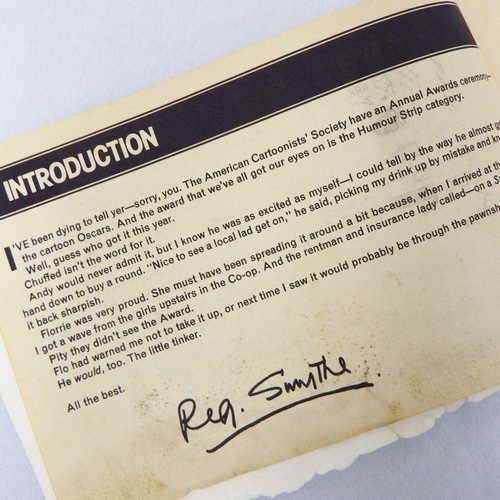 INTRODUCTION
I'VE been dying to tell yer—sorry, you. The American Cartoonists' Society have an Annual Awards ceremony—
the cartoon Oscars. And the award that we've all got our eyes on is the Humour Strip category.
Well, guess who got it this year.
Chuffed isn't the word for it.
Andy would never admit it, but I know he was as excited as myself—I could tell by the way he almost
hand down to buy a round. "Nice to see a local lad get on," he said, picking my drink up by mistake and
it back sharpish.
Florrie was very proud. She must have been spreading it around a bit because, when I arrived at
I got a wave from the girls upstairs in the Co-op. And the rentman and insurance lady called—on a
Pity they didn't see the Award.
Flo had warned me not to take it up, or next time I saw it would probably be through the pawnsh
He would, too. The little tinker.
All the best.
Reg. Smythe